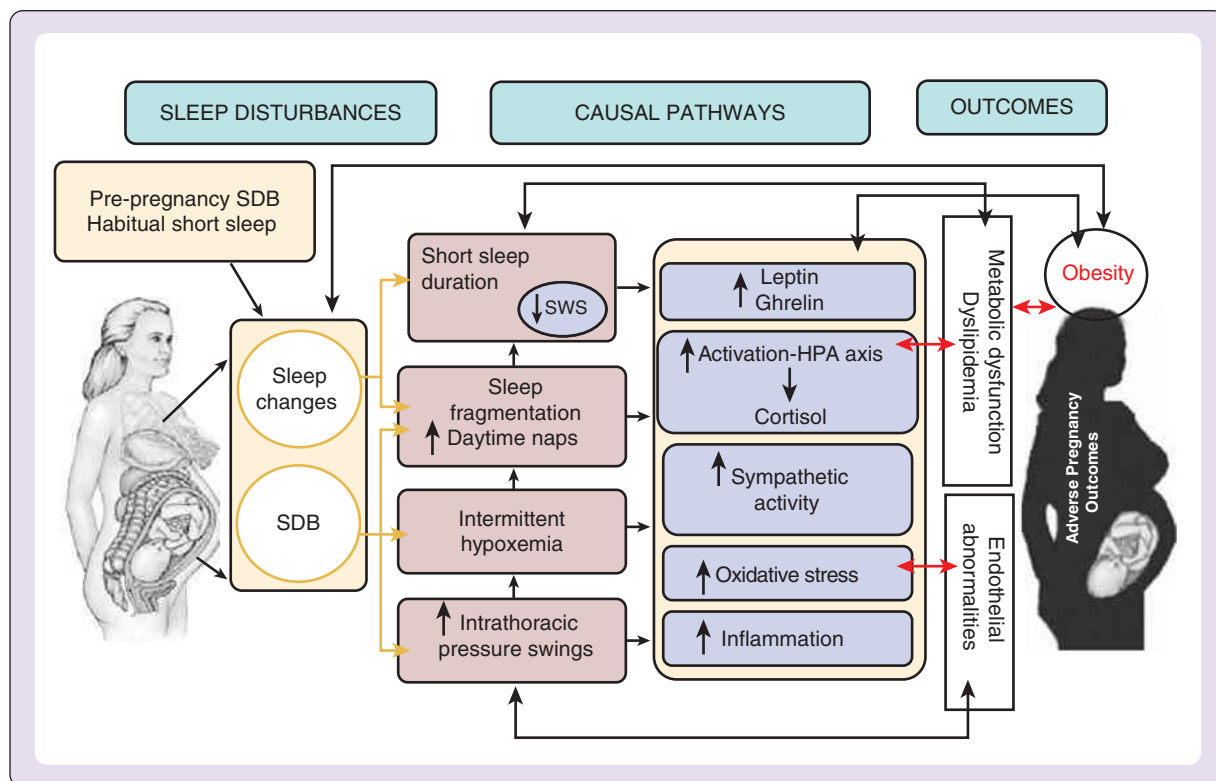 SLEEP DISTURBANCES
CAUSAL PATHWAYS
OUTCOMES
Pre-pregnancy SDB
Habitual short sleep
Sleep
changes
SDB
Short sleep
duration
SWS
Sleep
fragmentation
Daytime naps
Intermittent
hypoxemia
Intrathoracic
pressure swings
Leptin
Ghrelin
Activation-HPA axis
Cortisol
Sympathetic
activity
Oxidative stress
Inflammation
Metabolic dysfunction
Dyslipidemia
Endothelial
abnormalities
Obesity
Adverse Pregnancy
Outcomes